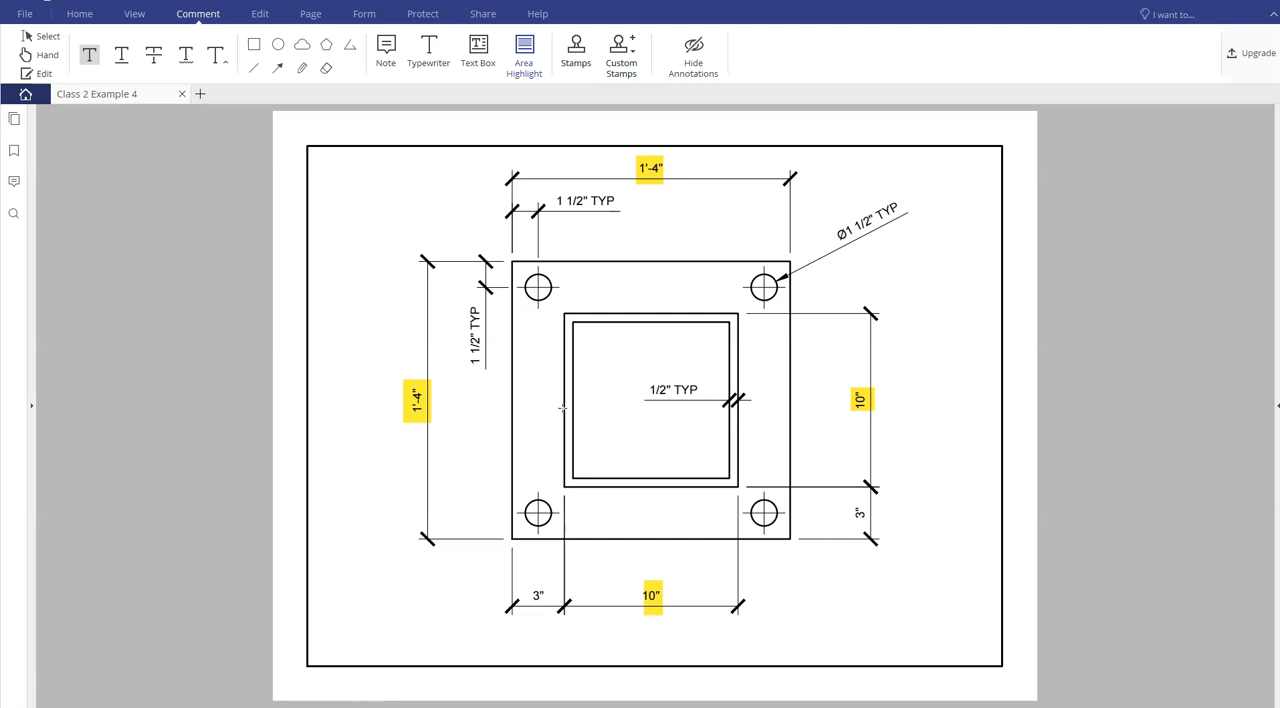 File Home View Comment Edit Page Form Protect Share Help I want to...
Select
Hand
Edit
Note
Typewriter
Text Box
Area
Highlight
Stamps
Custom
Stamps
Hide
Annotations
Upgrade
Class 2 Example 4
1'-4"
1 1/2" TYP
Ø1 1/2" TYP
1 1/2" TYP
1'-4"
1/2" TYP
10"
3"
3"
10"